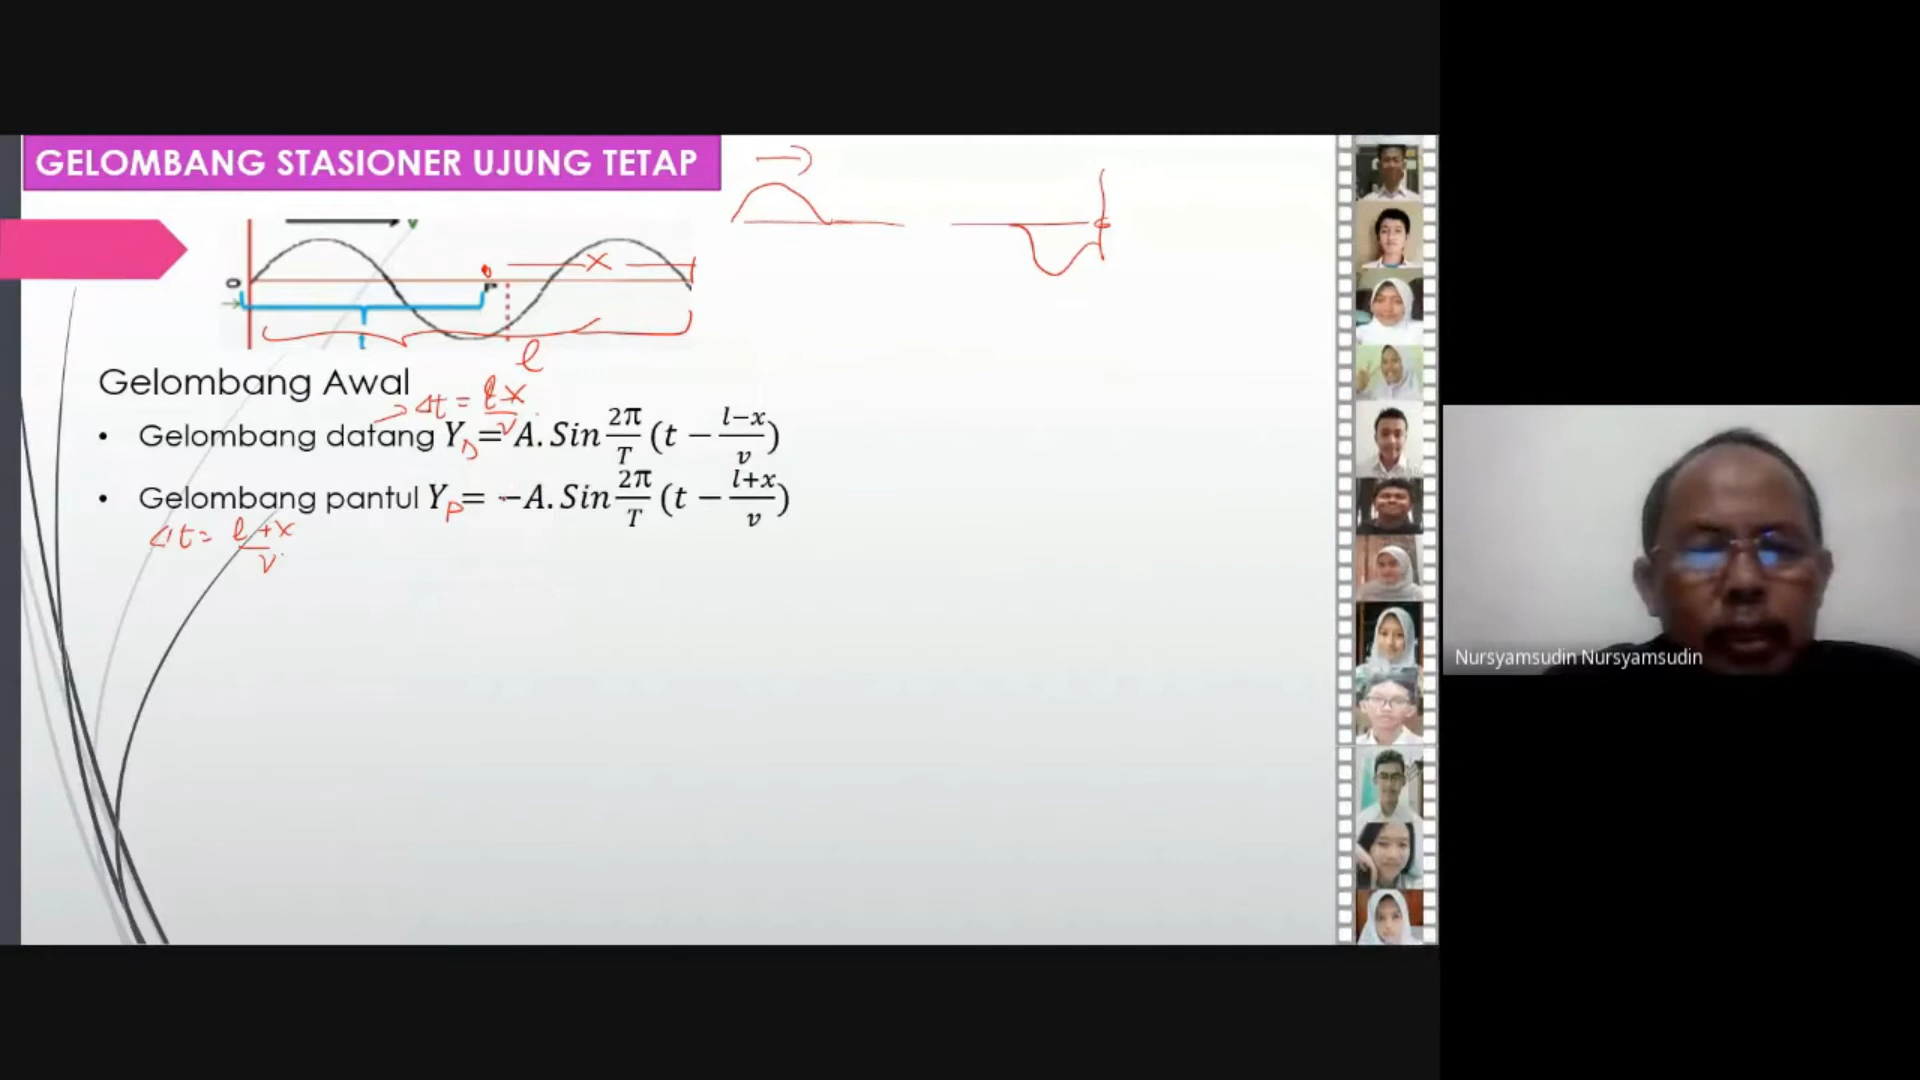 GELOMBANG STASIONER UJUNG TETAP
v
O
x
P
t
l
Gelombang Awal
Δt = l-x/v
• Gelombang datang Y_D = A. Sin 2π/T (t − l−x/v)
• Gelombang pantul Y_P = −A. Sin 2π/T (t − l+x/v)
Δt = l+x/v
Nursyamsudin Nursyamsudin